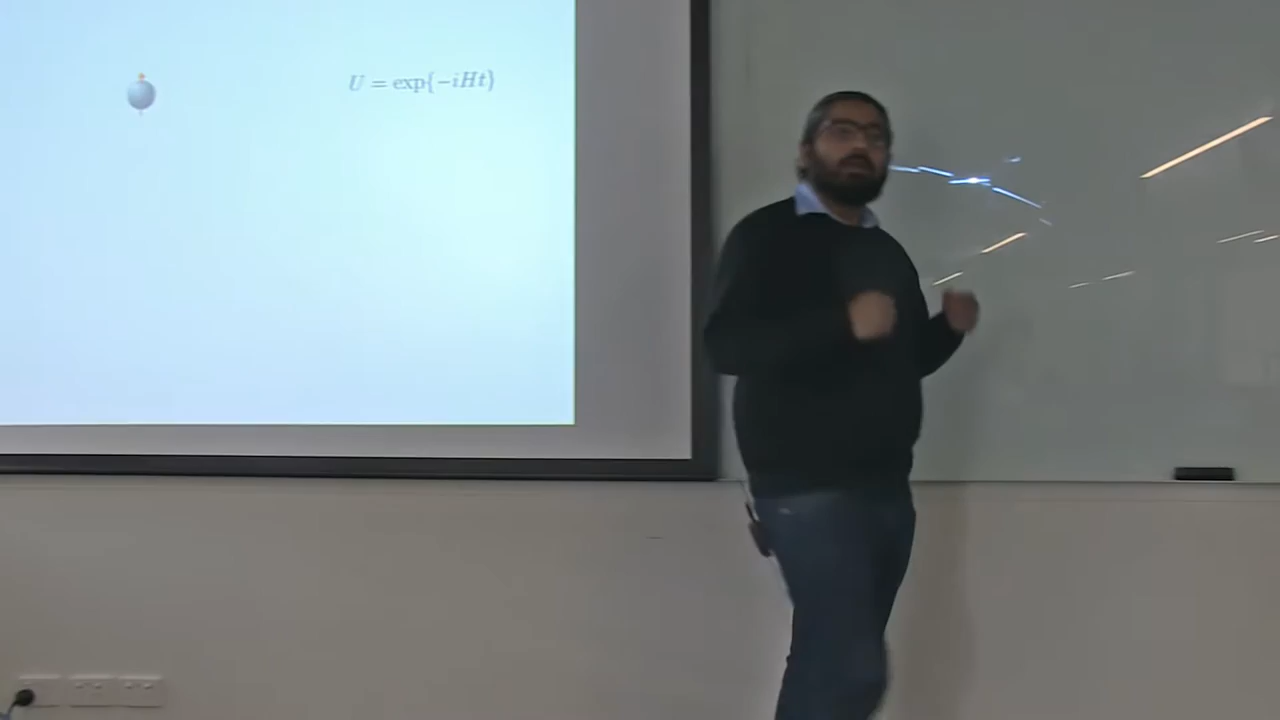 U = exp{−iHt}